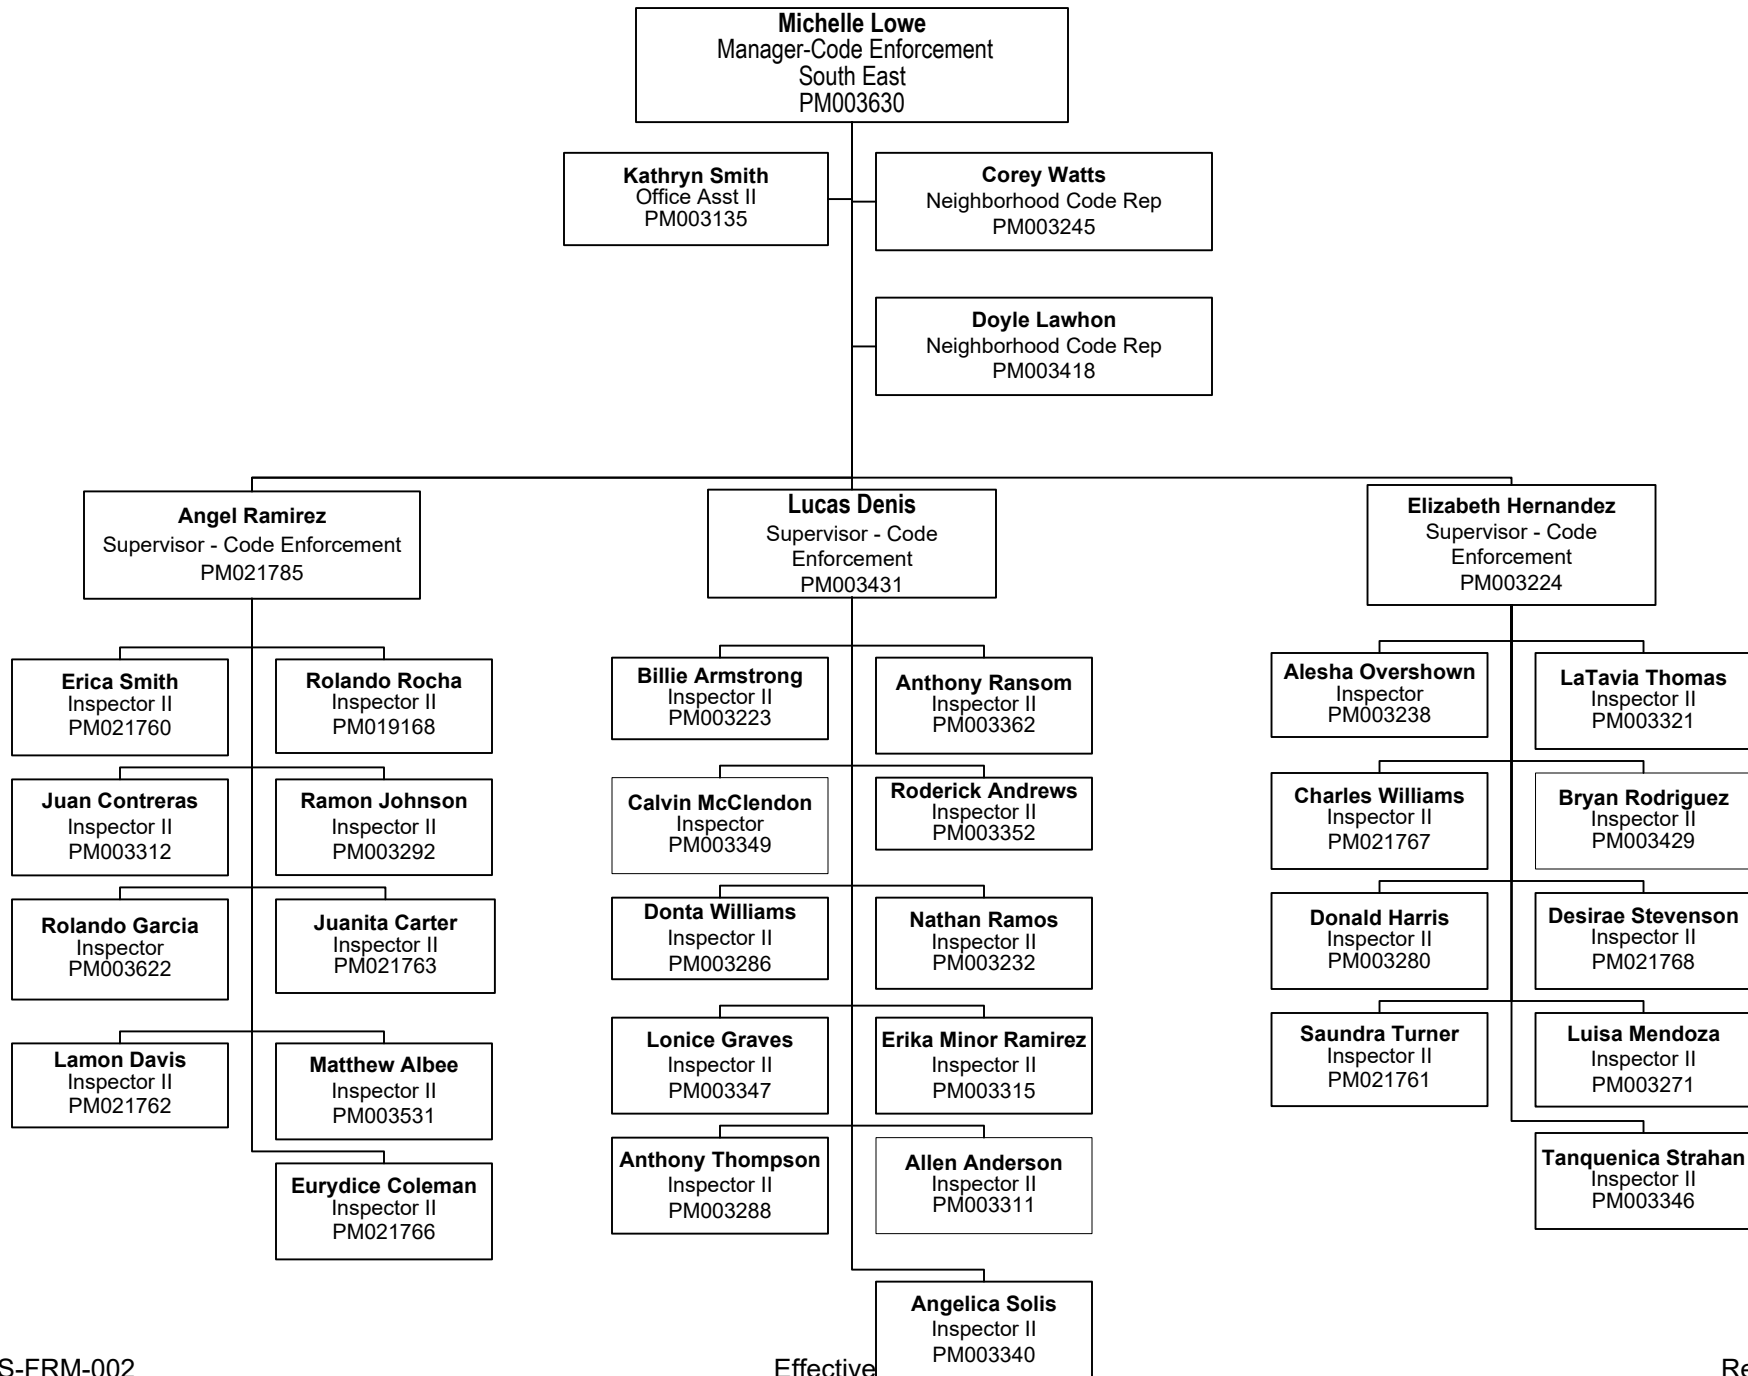 Michelle Lowe
Manager-Code Enforcement
South East
PM003630
Kathryn Smith
Office Asst II
PM003135
Corey Watts
Neighborhood Code Rep
PM003245
Doyle Lawhon
Neighborhood Code Rep
PM003418
Angel Ramirez
Supervisor - Code Enforcement
PM021785
Lucas Denis
Supervisor - Code
Enforcement
PM003431
Elizabeth Hernandez
Supervisor - Code
Enforcement
PM003224
Erica Smith
Inspector II
PM021760
Rolando Rocha
Inspector II
PM019168
Juan Contreras
Inspector II
PM003312
Ramon Johnson
Inspector II
PM003292
Rolando Garcia
Inspector
PM003622
Juanita Carter
Inspector II
PM021763
Lamon Davis
Inspector II
PM021762
Matthew Albee
Inspector II
PM003531
Eurydice Coleman
Inspector II
PM021766
Billie Armstrong
Inspector II
PM003223
Anthony Ransom
Inspector II
PM003362
Calvin McClendon
Inspector
PM003349
Roderick Andrews
Inspector II
PM003352
Donta Williams
Inspector II
PM003286
Nathan Ramos
Inspector II
PM003232
Lonice Graves
Inspector II
PM003347
Erika Minor Ramirez
Inspector II
PM003315
Anthony Thompson
Inspector II
PM003288
Allen Anderson
Inspector II
PM003311
Angelica Solis
Inspector II
PM003340
Alesha Overshown
Inspector
PM003238
LaTavia Thomas
Inspector II
PM003321
Charles Williams
Inspector II
PM021767
Bryan Rodriguez
Inspector II
PM003429
Donald Harris
Inspector II
PM003280
Desirae Stevenson
Inspector II
PM021768
Saundra Turner
Inspector II
PM021761
Luisa Mendoza
Inspector II
PM003271
Tanquenica Strahan
Inspector II
PM003346
S-FRM-002
Effective
Re